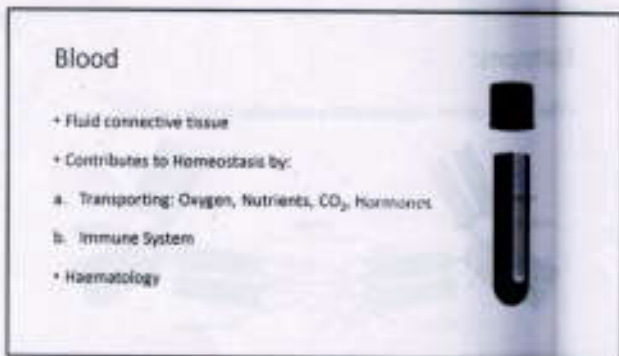 Blood
• Fluid connective tissue
• Contributes to Homeostasis by:
a. Transporting: Oxygen, Nutrients, CO₂, Hormones
b. Immune System
• Haematology